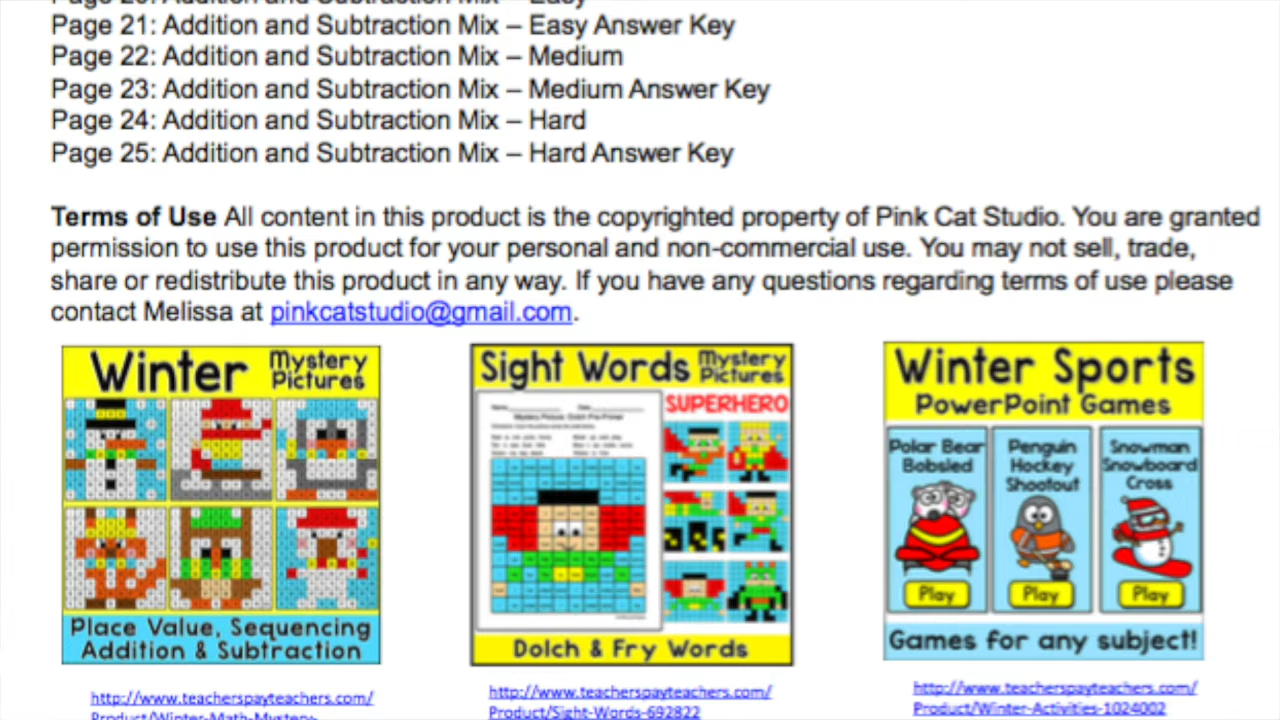 Page 21: Addition and Subtraction Mix – Easy Answer Key
Page 22: Addition and Subtraction Mix – Medium
Page 23: Addition and Subtraction Mix – Medium Answer Key
Page 24: Addition and Subtraction Mix – Hard
Page 25: Addition and Subtraction Mix – Hard Answer Key
Terms of Use All content in this product is the copyrighted property of Pink Cat Studio. You are granted
permission to use this product for your personal and non-commercial use. You may not sell, trade,
share or redistribute this product in any way. If you have any questions regarding terms of use please
contact Melissa at pinkcatstudio@gmail.com.
Winter Mystery
Pictures
Place Value, Sequencing
Addition & Subtraction
http://www.teacherspayteachers.com/
Product/Winter-Math-Mystery-
Sight Words Mystery
Pictures
SUPERHERO
Dolch & Fry Words
http://www.teacherspayteachers.com/
Product/Sight-Words-692822
Winter Sports
PowerPoint Games
Polar Bear
Bobsled
Penguin
Hockey
Shootout
Snowman
Snowboard
Cross
Play
Play
Play
Games for any subject!
http://www.teacherspayteachers.com/
Product/Winter-Activities-1024002